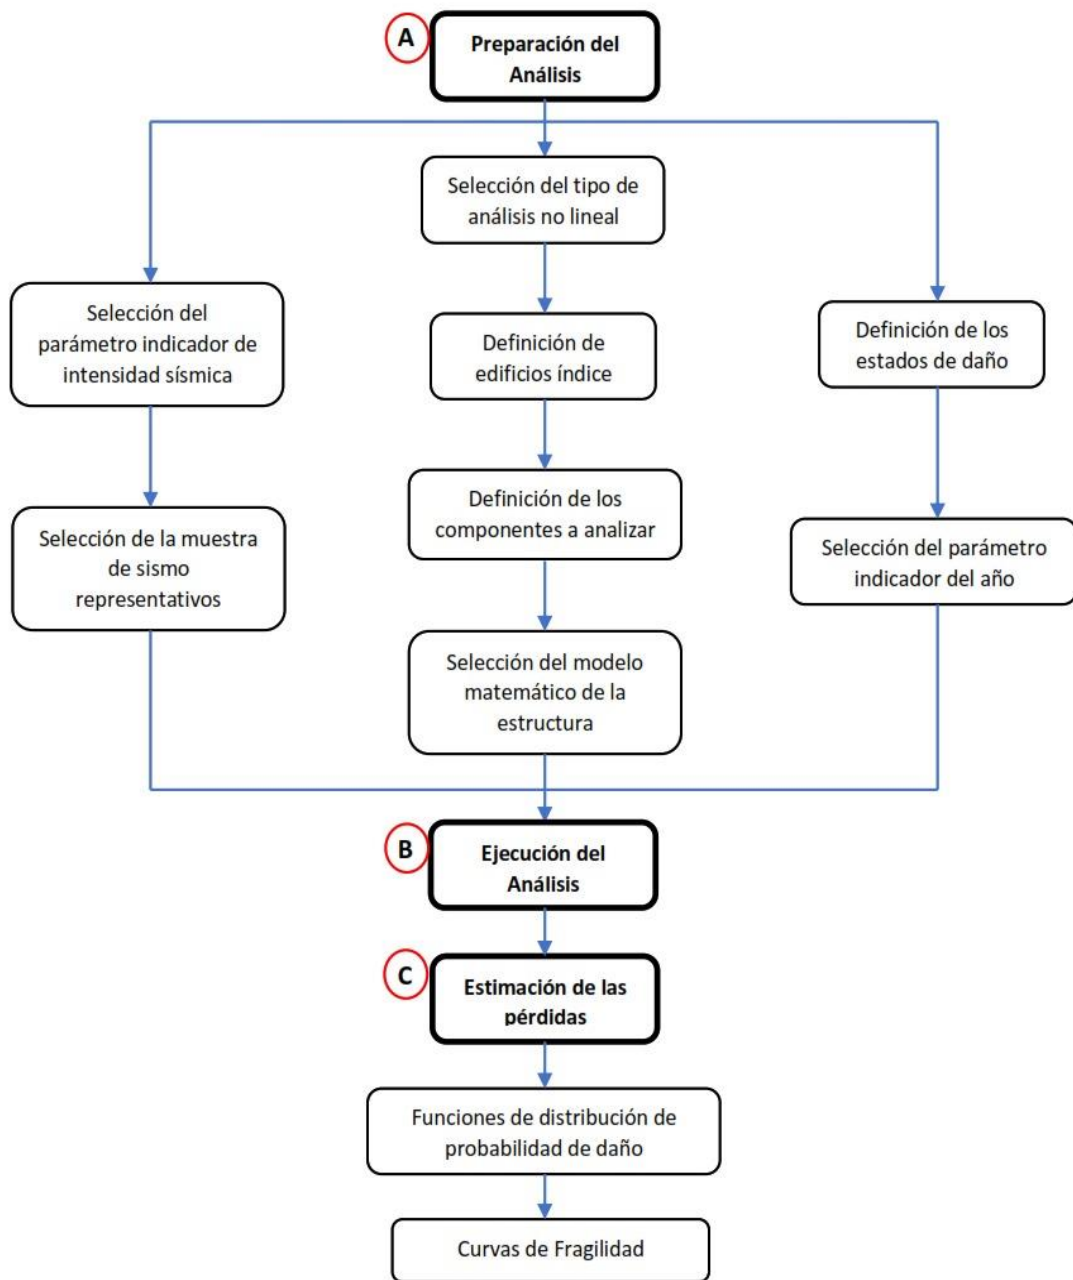 A
Preparación del
Análisis
Selección del tipo de
análisis no lineal
Selección del
parámetro indicador de
intensidad sísmica
Definición de
edificios índice
Definición de los
estados de daño
Definición de los
componentes a analizar
Selección de la muestra
de sismo
representativos
Selección del parámetro
indicador del año
Selección del modelo
matemático de la
estructura
B
Ejecución del
Análisis
C
Estimación de las
pérdidas
Funciones de distribución de
probabilidad de daño
Curvas de Fragilidad